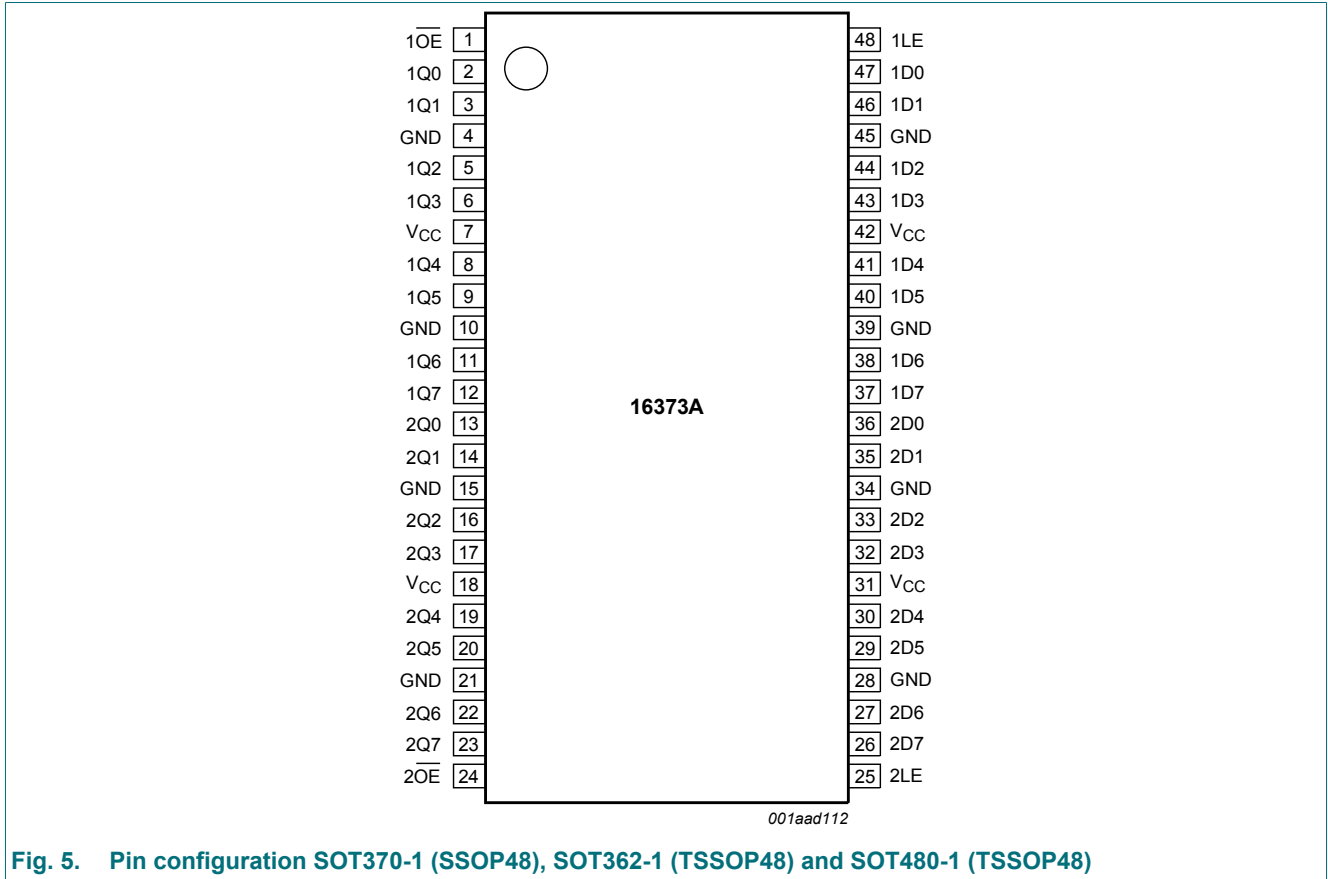 1O̅E̅ 1 48 1LE
1Q0 2 47 1D0
1Q1 3 46 1D1
GND 4 45 GND
1Q2 5 44 1D2
1Q3 6 43 1D3
VCC 7 42 VCC
1Q4 8 41 1D4
1Q5 9 40 1D5
GND 10 39 GND
1Q6 11 38 1D6
1Q7 12 37 1D7
16373A
2Q0 13 36 2D0
2Q1 14 35 2D1
GND 15 34 GND
2Q2 16 33 2D2
2Q3 17 32 2D3
VCC 18 31 VCC
2Q4 19 30 2D4
2Q5 20 29 2D5
GND 21 28 GND
2Q6 22 27 2D6
2Q7 23 26 2D7
2O̅E̅ 24 25 2LE
001aad112
Fig. 5. Pin configuration SOT370-1 (SSOP48), SOT362-1 (TSSOP48) and SOT480-1 (TSSOP48)